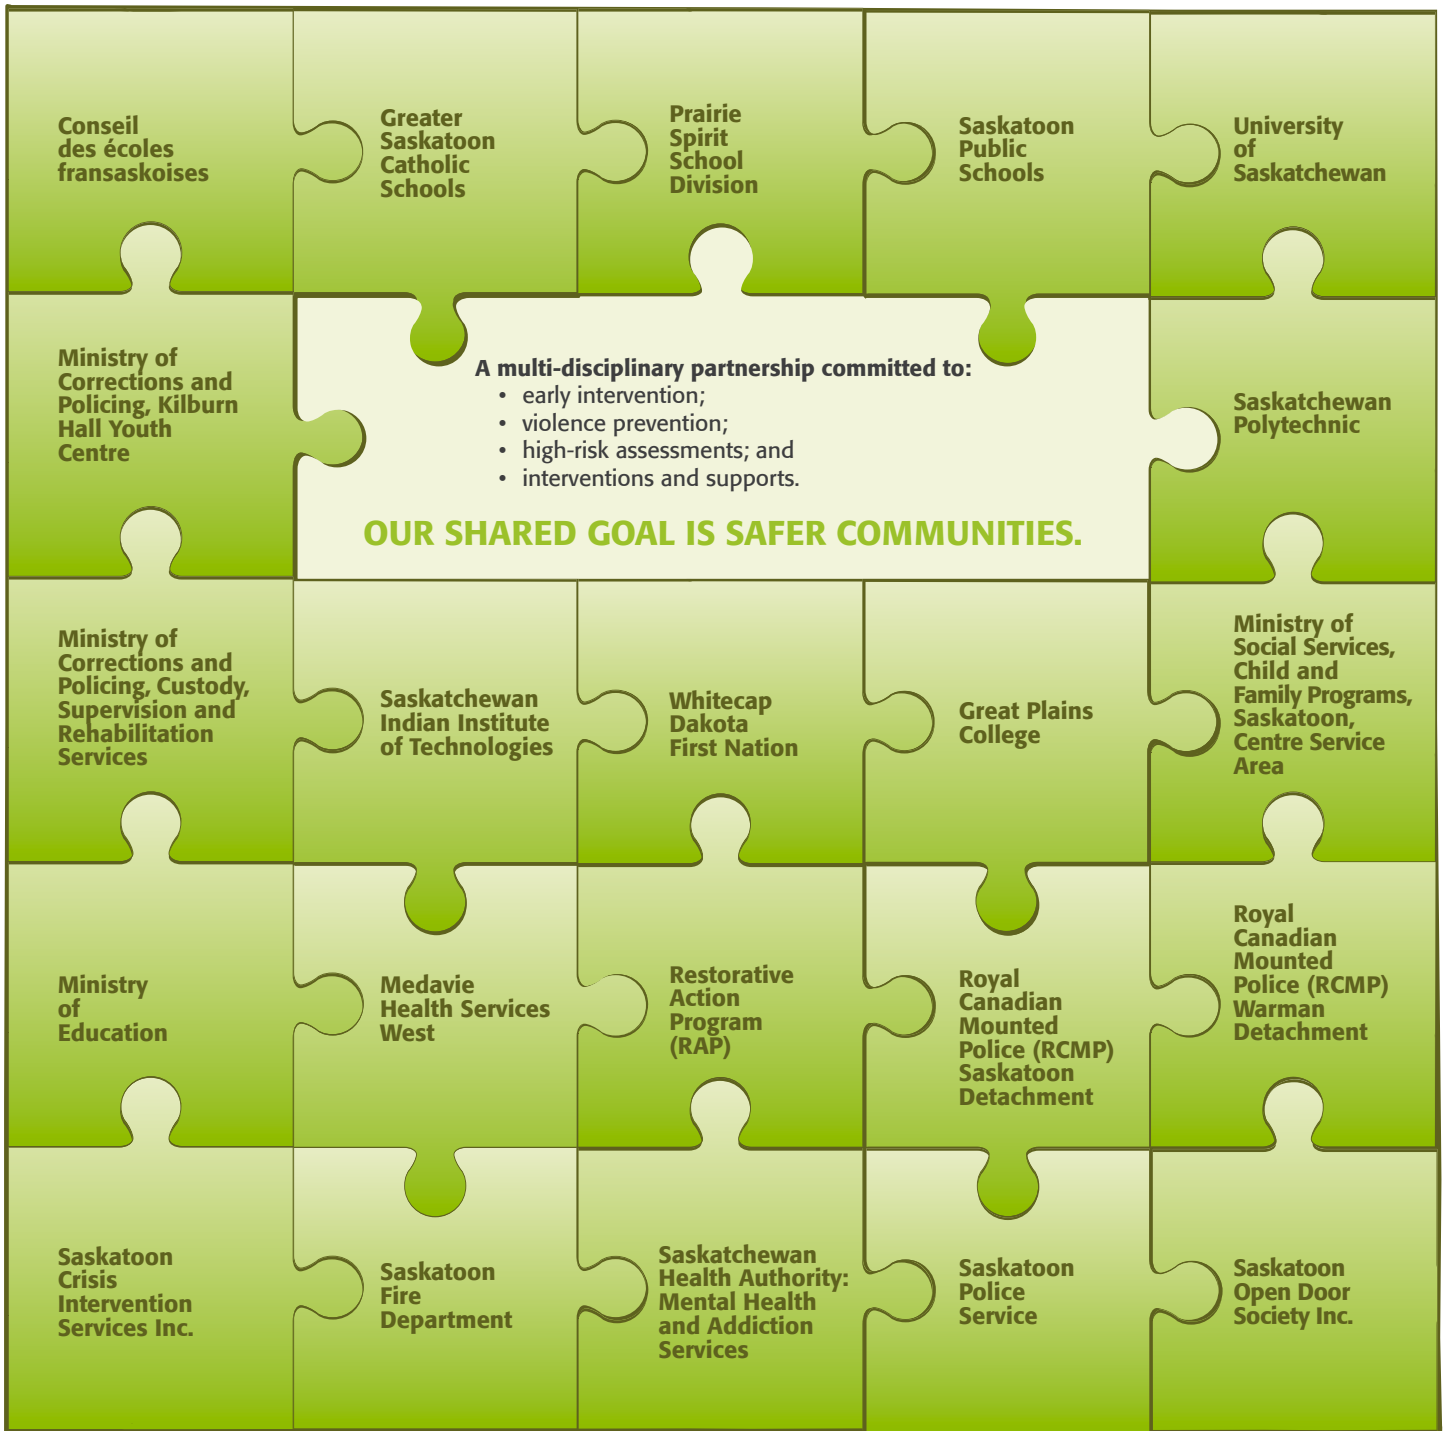 Conseil
des écoles
fransaskoises
Greater
Saskatoon
Catholic
Schools
Prairie
Spirit
School
Division
Saskatoon
Public
Schools
University
of
Saskatchewan
Ministry of
Corrections and
Policing, Kilburn
Hall Youth
Centre
A multi-disciplinary partnership committed to:
• early intervention;
• violence prevention;
• high-risk assessments; and
• interventions and supports.
OUR SHARED GOAL IS SAFER COMMUNITIES.
Saskatchewan
Polytechnic
Ministry of
Corrections and
Policing, Custody,
Supervision and
Rehabilitation
Services
Saskatchewan
Indian Institute
of Technologies
Whitecap
Dakota
First Nation
Great Plains
College
Ministry of
Social Services,
Child and
Family Programs,
Saskatoon,
Centre Service
Area
Ministry
of
Education
Medavie
Health Services
West
Restorative
Action
Program
(RAP)
Royal
Canadian
Mounted
Police (RCMP)
Saskatoon
Detachment
Royal
Canadian
Mounted
Police (RCMP)
Warman
Detachment
Saskatoon
Crisis
Intervention
Services Inc.
Saskatoon
Fire
Department
Saskatchewan
Health Authority:
Mental Health
and Addiction
Services
Saskatoon
Police
Service
Saskatoon
Open Door
Society Inc.